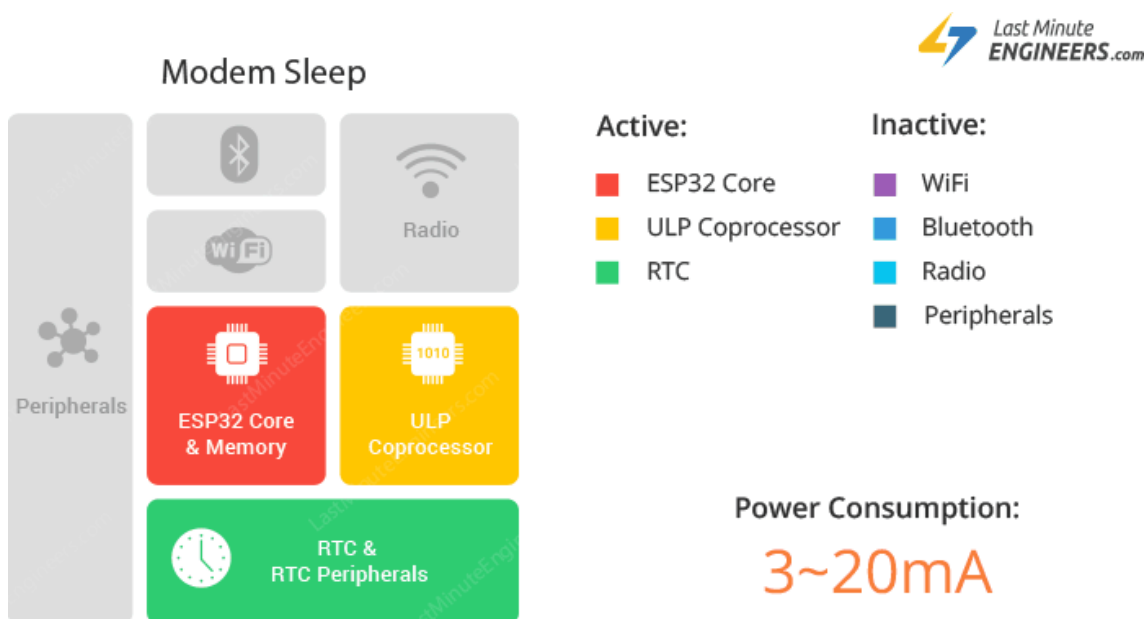 Last Minute
ENGINEERS.com
Modem Sleep
Active:
Inactive:
ESP32 Core
WiFi
ULP Coprocessor
Bluetooth
RTC
Radio
Peripherals
WiFi
Radio
Peripherals
1010
ESP32 Core
& Memory
ULP
Coprocessor
RTC &
RTC Peripherals
Power Consumption:
3~20mA